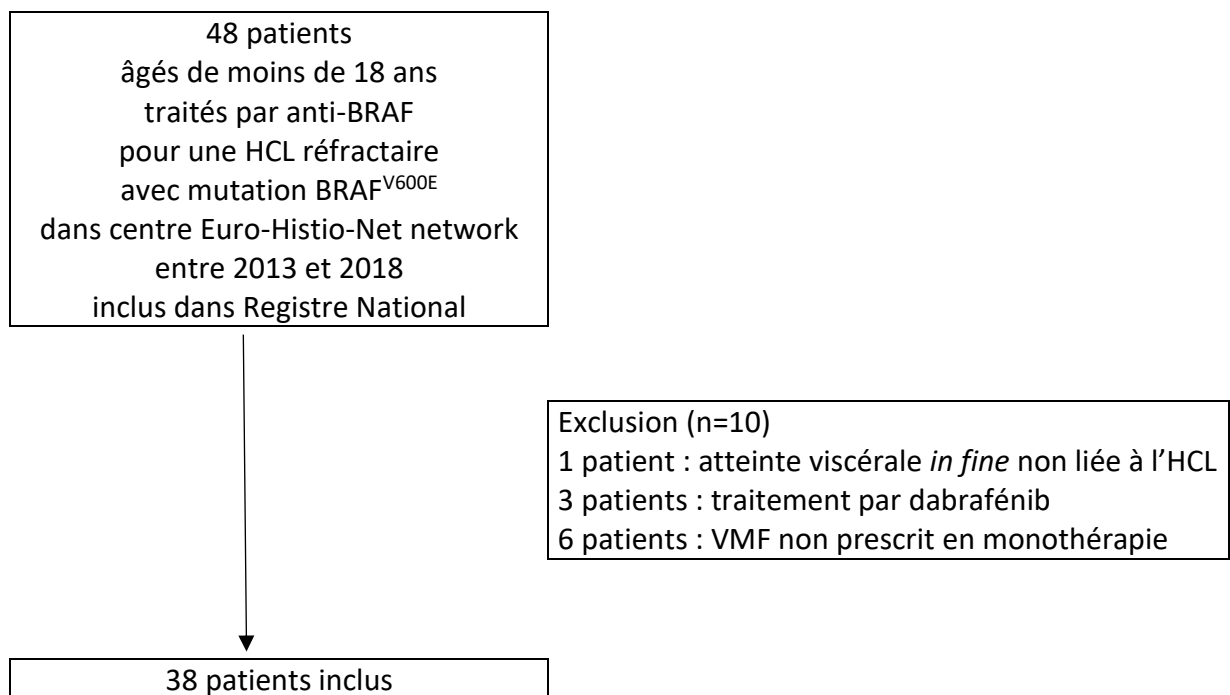 48 patients
âgés de moins de 18 ans
traités par anti-BRAF
pour une HCL réfractaire
avec mutation BRAFV600E
dans centre Euro-Histio-Net network
entre 2013 et 2018
inclus dans Registre National
Exclusion (n=10)
1 patient : atteinte viscérale in fine non liée à l’HCL
3 patients : traitement par dabrafénib
6 patients : VMF non prescrit en monothérapie
38 patients inclus